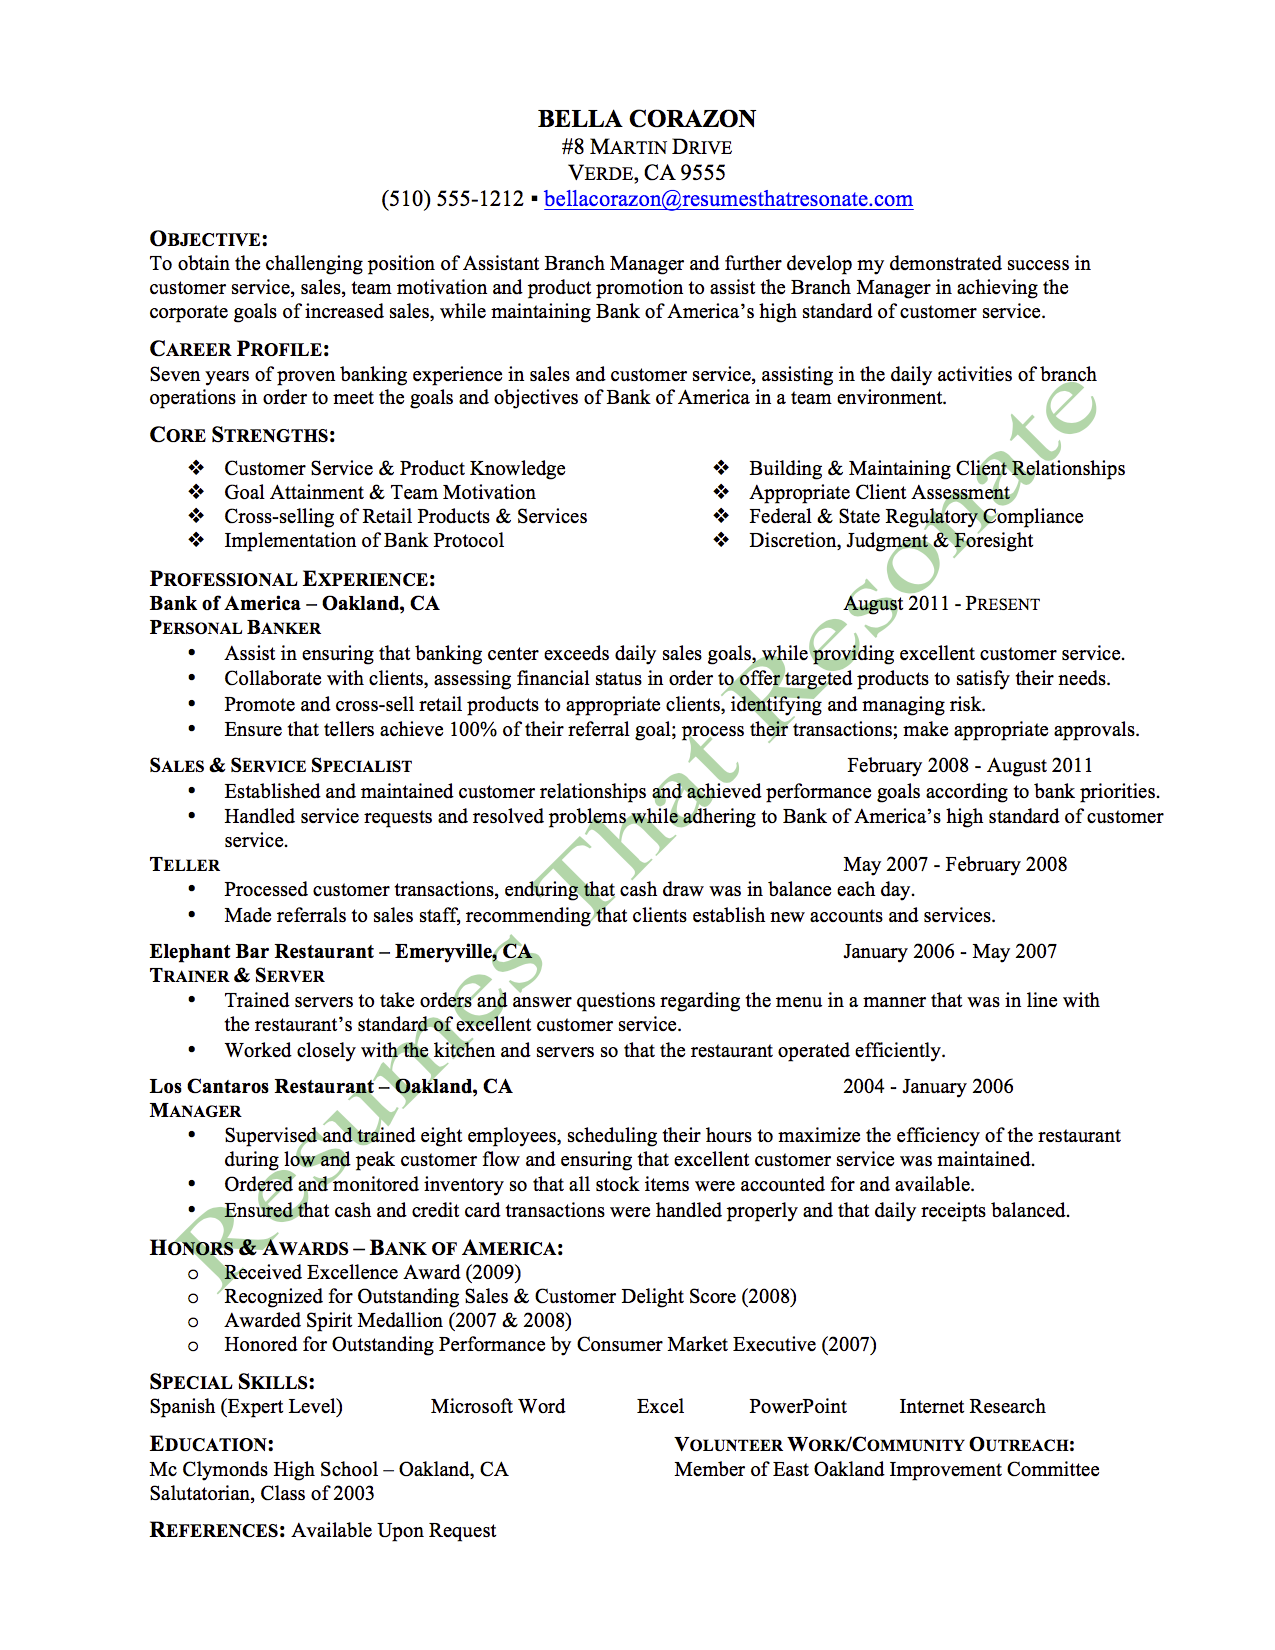 BELLA CORAZON
#8 MARTIN DRIVE
VERDE, CA 9555
(510) 555-1212 ▪ bellacorazon@resumesthatresonate.com
OBJECTIVE:
To obtain the challenging position of Assistant Branch Manager and further develop my demonstrated success in
customer service, sales, team motivation and product promotion to assist the Branch Manager in achieving the
corporate goals of increased sales, while maintaining Bank of America's high standard of customer service.
CAREER PROFILE:
Seven years of proven banking experience in sales and customer service, assisting in the daily activities of branch
operations in order to meet the goals and objectives of Bank of America in a team environment.
CORE STRENGTHS:
❖ Customer Service & Product Knowledge ❖ Building & Maintaining Client Relationships
❖ Goal Attainment & Team Motivation ❖ Appropriate Client Assessment
❖ Cross-selling of Retail Products & Services ❖ Federal & State Regulatory Compliance
❖ Implementation of Bank Protocol ❖ Discretion, Judgment & Foresight
PROFESSIONAL EXPERIENCE:
Bank of America – Oakland, CA August 2011 - PRESENT
PERSONAL BANKER
• Assist in ensuring that banking center exceeds daily sales goals, while providing excellent customer service.
• Collaborate with clients, assessing financial status in order to offer targeted products to satisfy their needs.
• Promote and cross-sell retail products to appropriate clients, identifying and managing risk.
• Ensure that tellers achieve 100% of their referral goal; process their transactions; make appropriate approvals.
SALES & SERVICE SPECIALIST February 2008 - August 2011
• Established and maintained customer relationships and achieved performance goals according to bank priorities.
• Handled service requests and resolved problems while adhering to Bank of America's high standard of customer
service.
TELLER May 2007 - February 2008
• Processed customer transactions, enduring that cash draw was in balance each day.
• Made referrals to sales staff, recommending that clients establish new accounts and services.
Elephant Bar Restaurant – Emeryville, CA January 2006 - May 2007
TRAINER & SERVER
• Trained servers to take orders and answer questions regarding the menu in a manner that was in line with
the restaurant's standard of excellent customer service.
• Worked closely with the kitchen and servers so that the restaurant operated efficiently.
Los Cantaros Restaurant – Oakland, CA 2004 - January 2006
MANAGER
• Supervised and trained eight employees, scheduling their hours to maximize the efficiency of the restaurant
during low and peak customer flow and ensuring that excellent customer service was maintained.
• Ordered and monitored inventory so that all stock items were accounted for and available.
• Ensured that cash and credit card transactions were handled properly and that daily receipts balanced.
HONORS & AWARDS – BANK OF AMERICA:
o Received Excellence Award (2009)
o Recognized for Outstanding Sales & Customer Delight Score (2008)
o Awarded Spirit Medallion (2007 & 2008)
o Honored for Outstanding Performance by Consumer Market Executive (2007)
SPECIAL SKILLS:
Spanish (Expert Level) Microsoft Word Excel PowerPoint Internet Research
EDUCATION: VOLUNTEER WORK/COMMUNITY OUTREACH:
Mc Clymonds High School – Oakland, CA Member of East Oakland Improvement Committee
Salutatorian, Class of 2003
REFERENCES: Available Upon Request
Resumes That Resonate